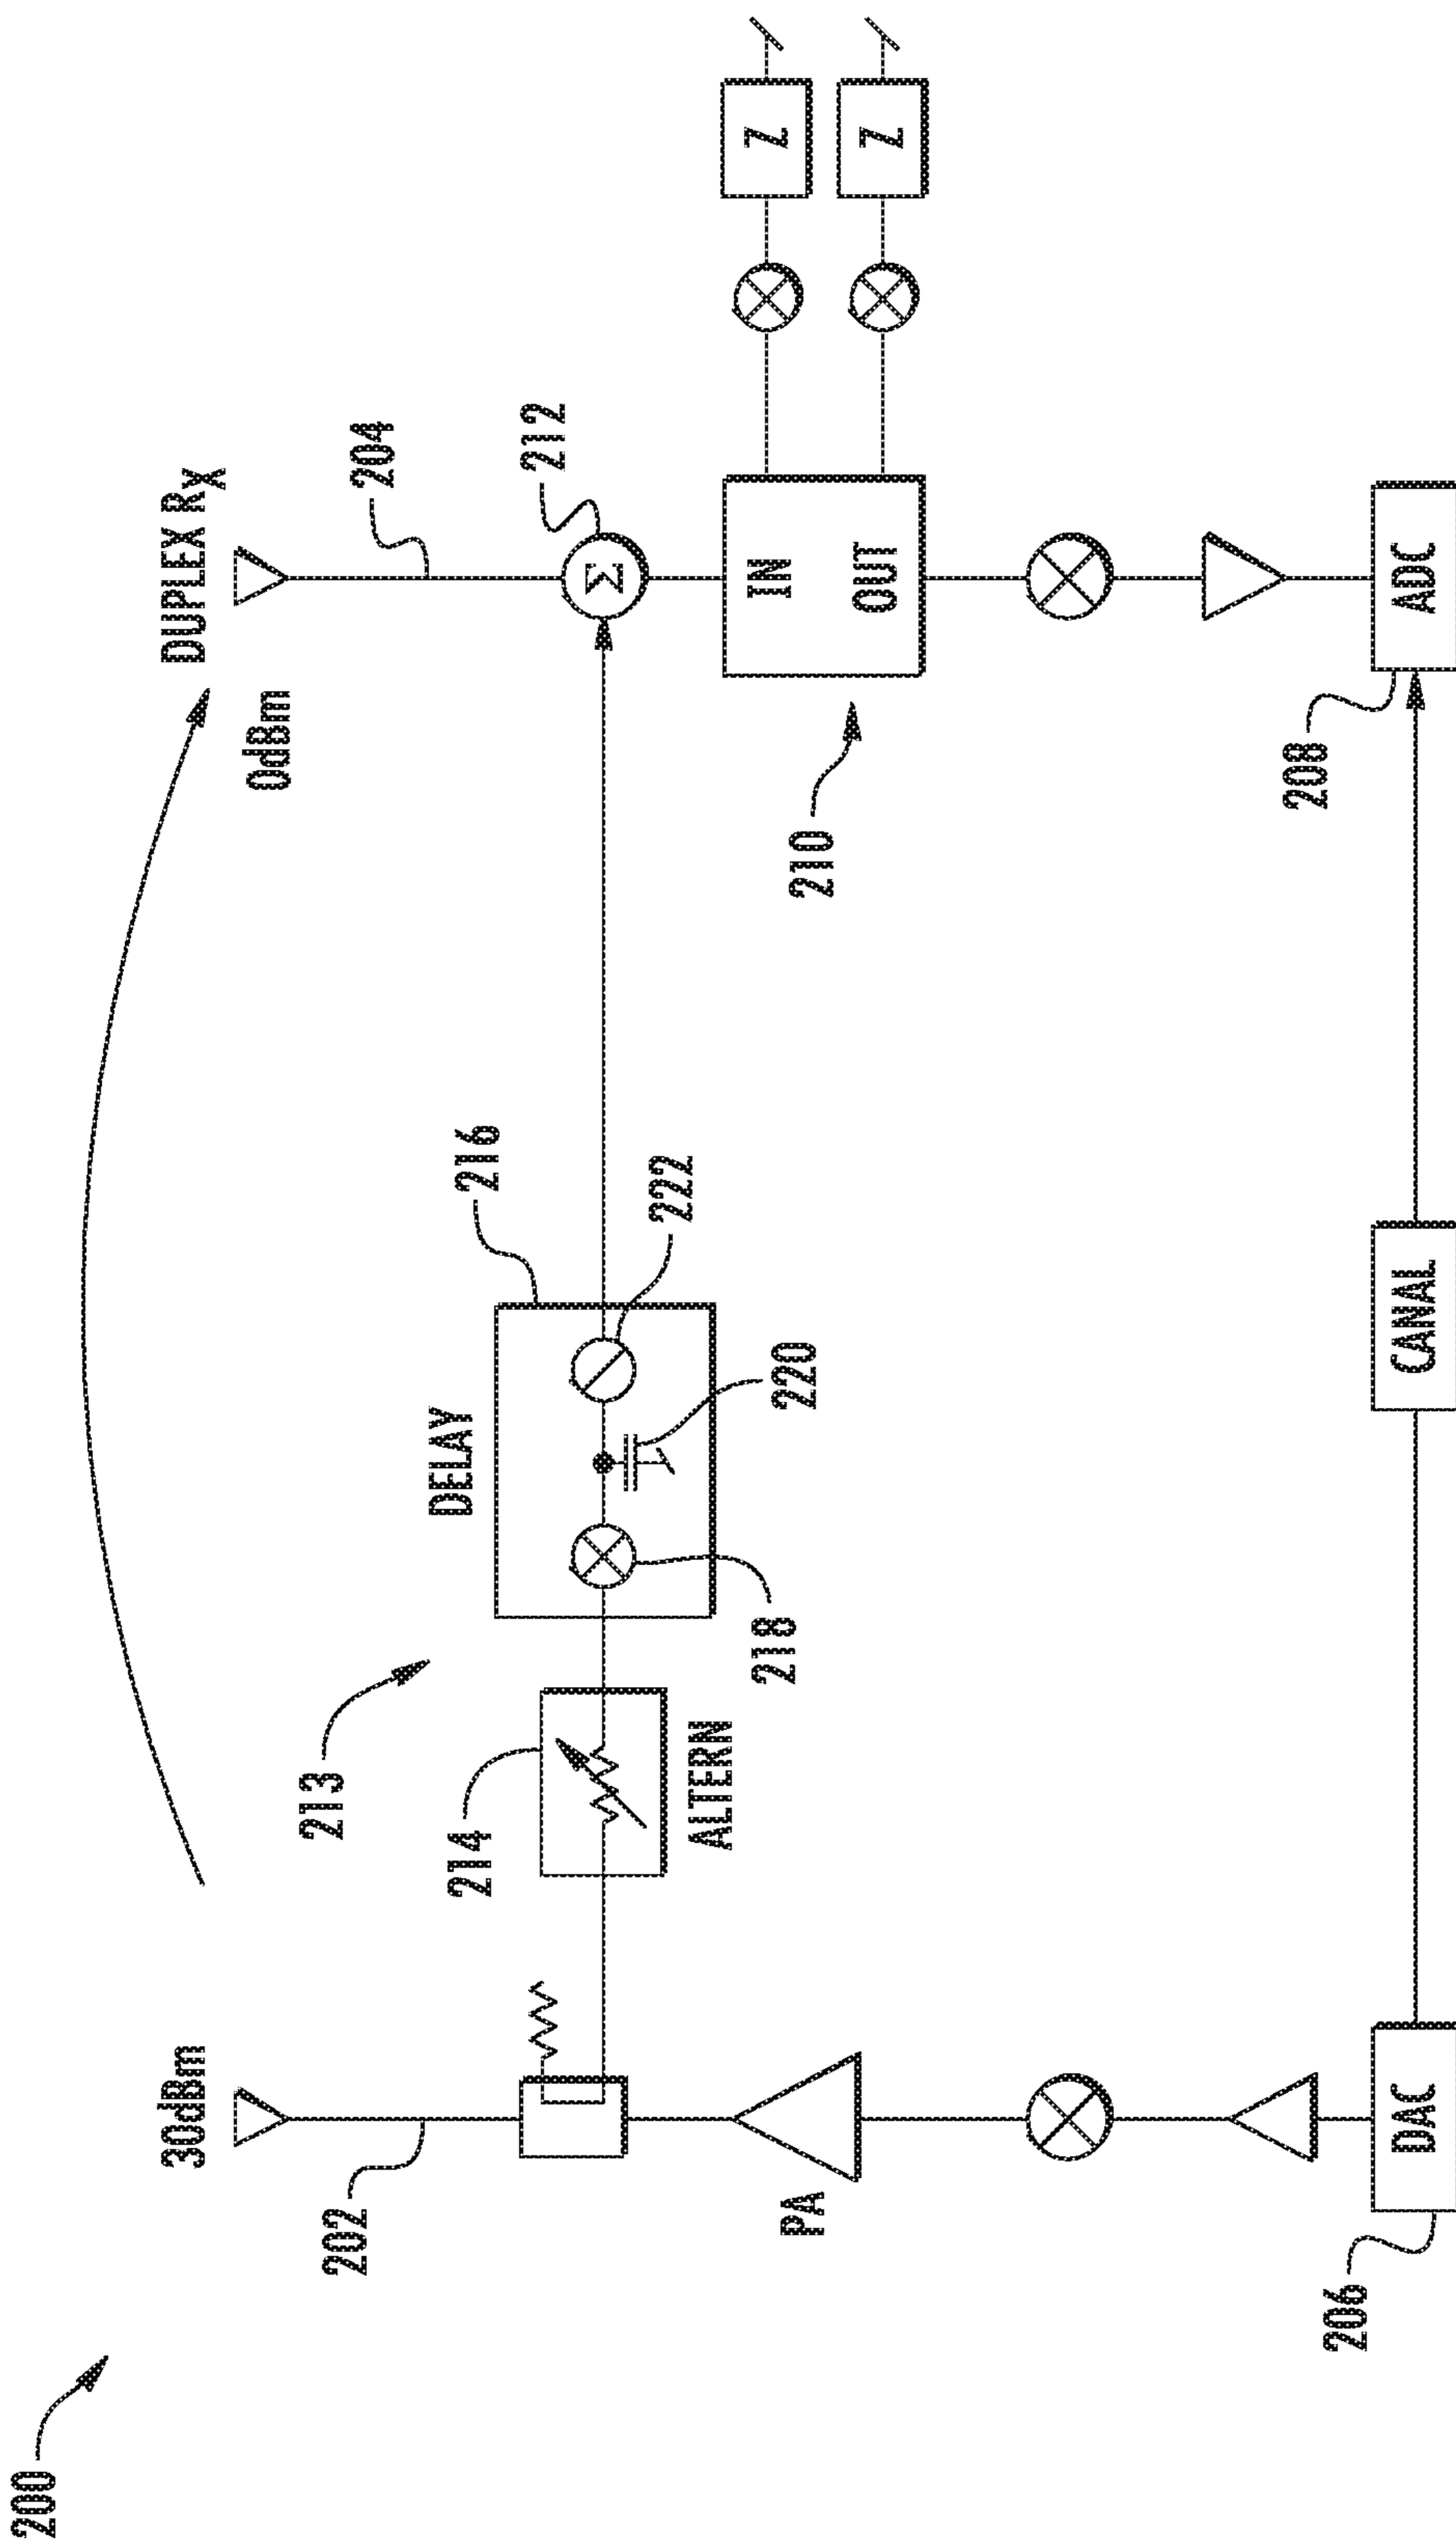 200
30dBm
202
213
214
ALTERN
DELAY
216
218
220
222
DUPLEX RX
0dBm
204
212
Σ
IN
OUT
Z
Z
210
PA
206
DAC
CANAL
208
ADC